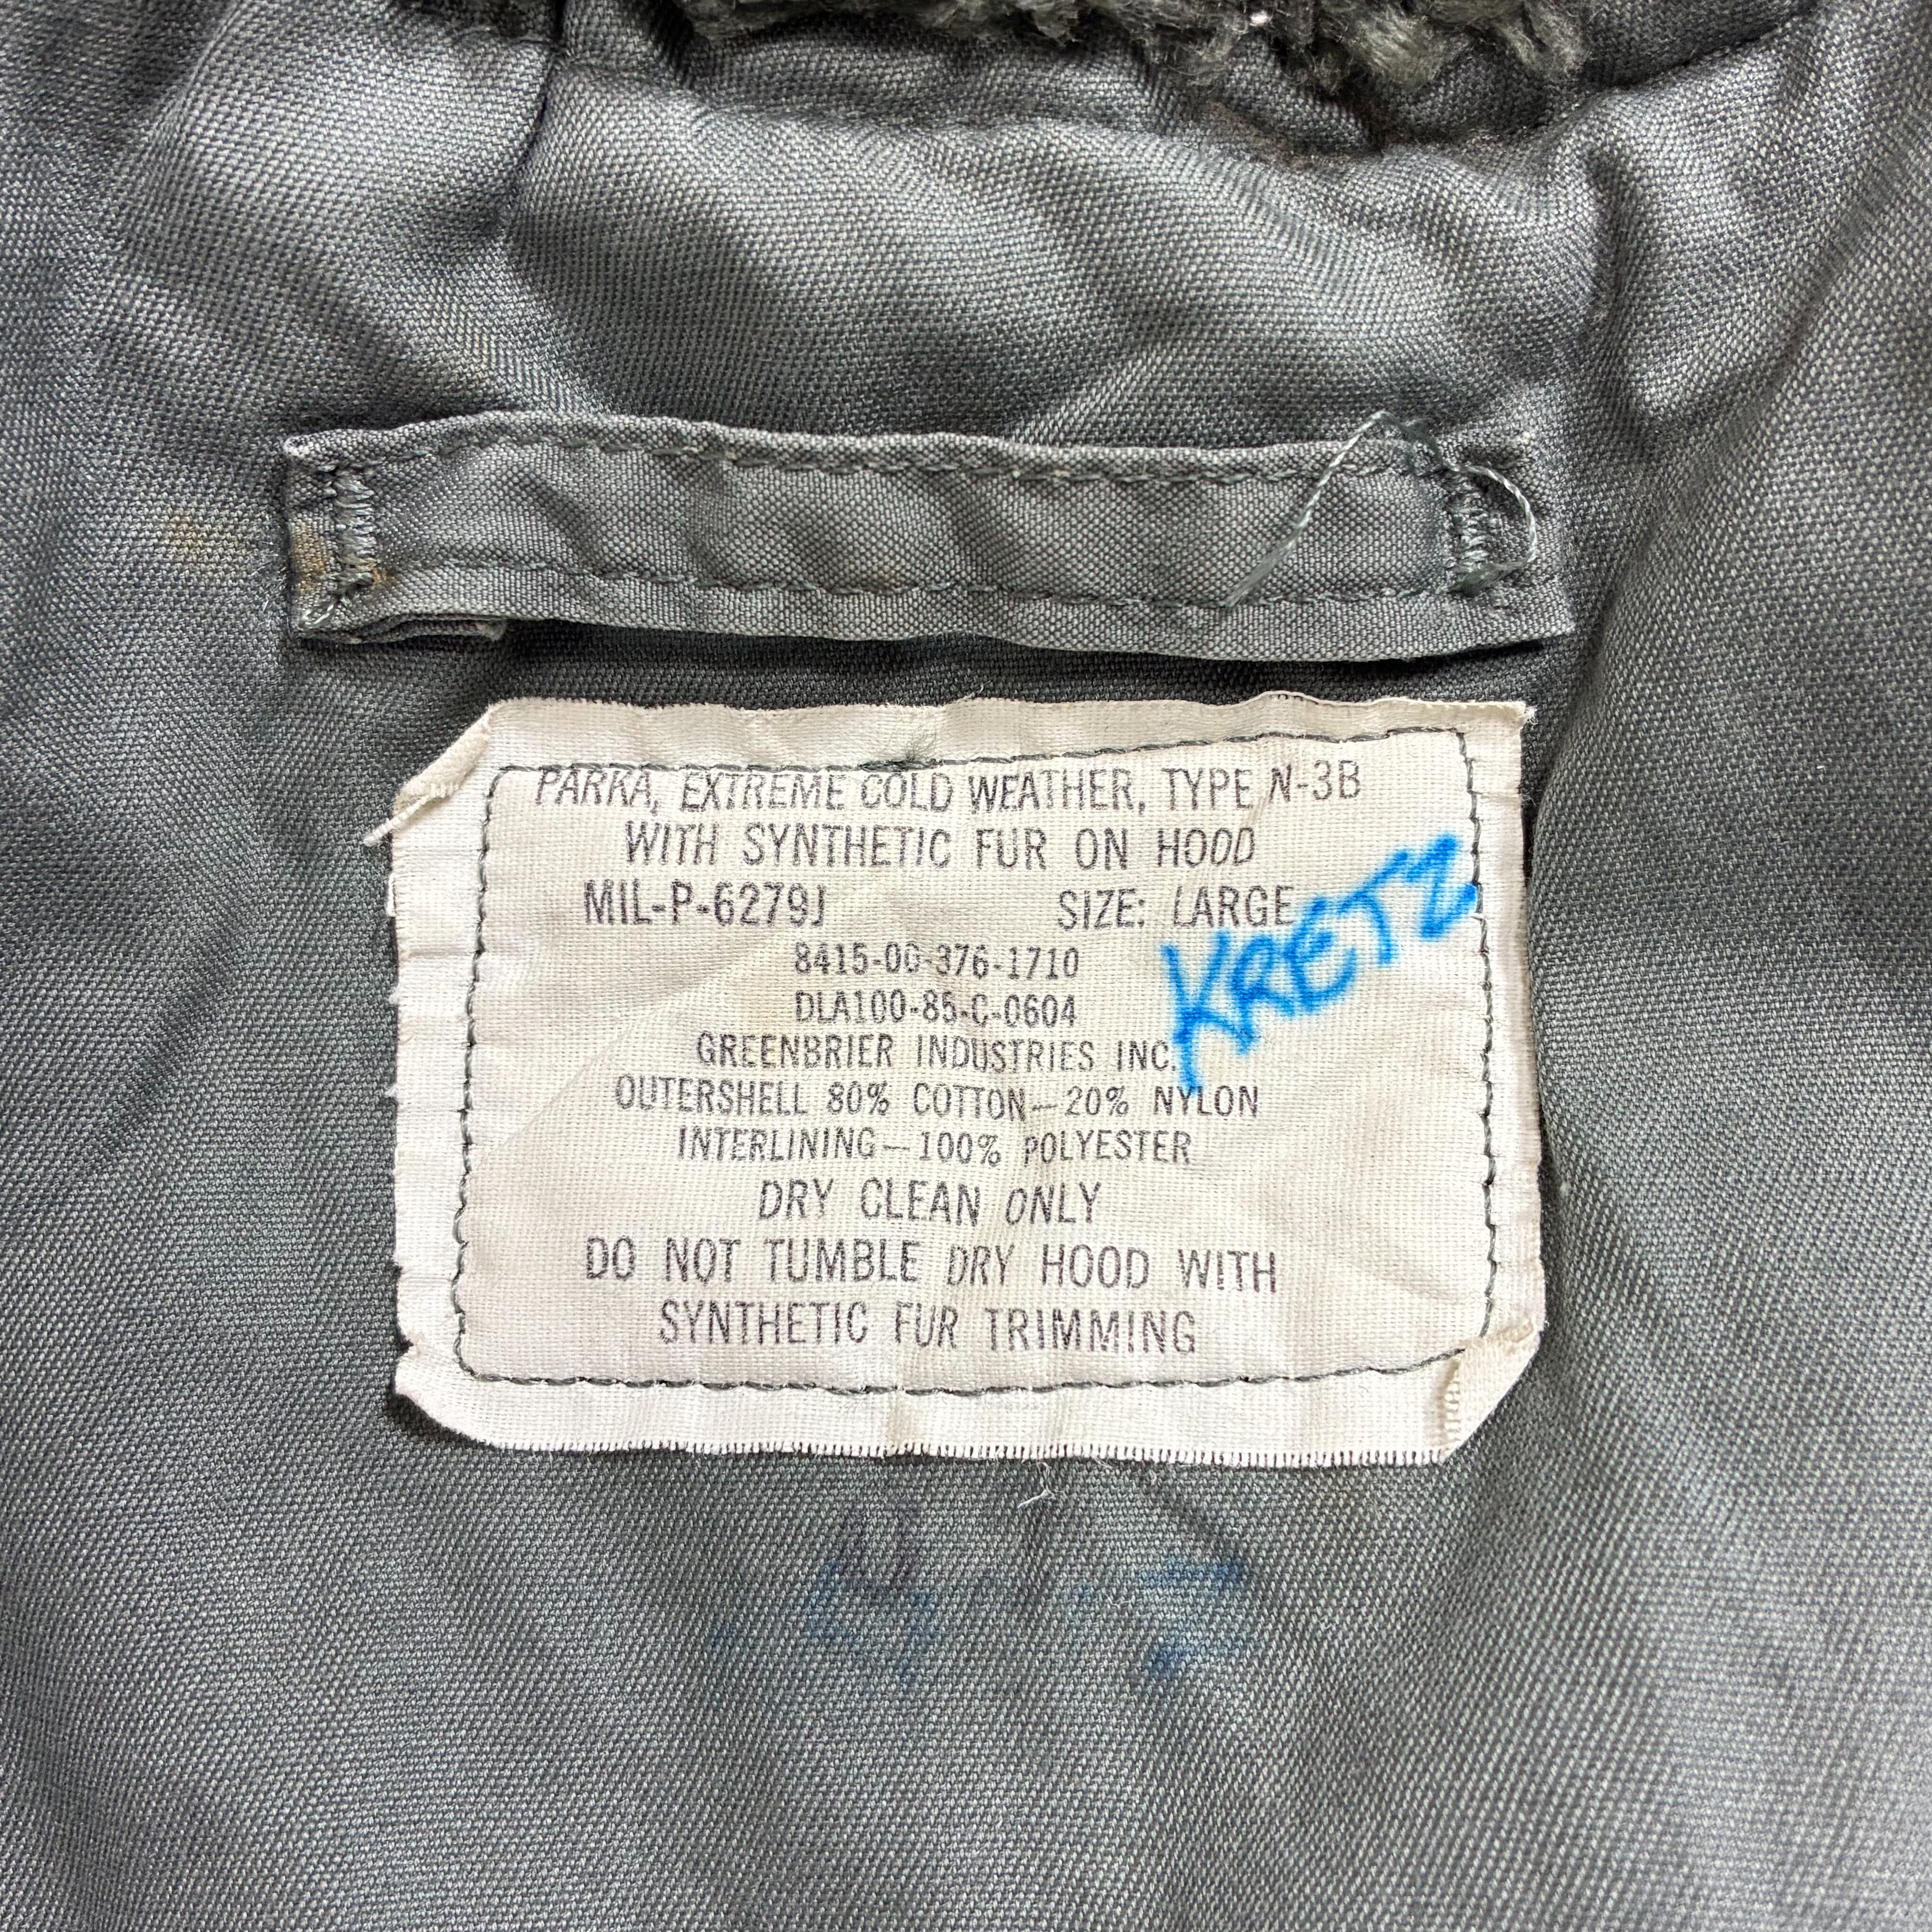 PARKA, EXTREME COLD WEATHER, TYPE N-3B
WITH SYNTHETIC FUR ON HOOD
MIL-P-6279J SIZE: LARGE
KRETZ
8415-00-376-1710
DLA100-85-C-0604
GREENBRIER INDUSTRIES INC.
OUTERSHELL 80% COTTON—20% NYLON
INTERLINING—100% POLYESTER
DRY CLEAN ONLY
DO NOT TUMBLE DRY HOOD WITH
SYNTHETIC FUR TRIMMING